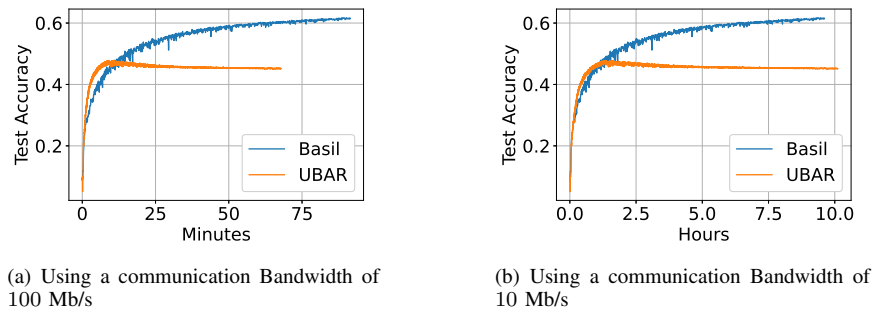 0.6
0.4
0.2
Test Accuracy
Basil
UBAR
0
25
50
75
Minutes
(a) Using a communication Bandwidth of
100 Mb/s
0.6
0.4
0.2
Test Accuracy
Basil
UBAR
0.0
2.5
5.0
7.5
10.0
Hours
(b) Using a communication Bandwidth of
10 Mb/s